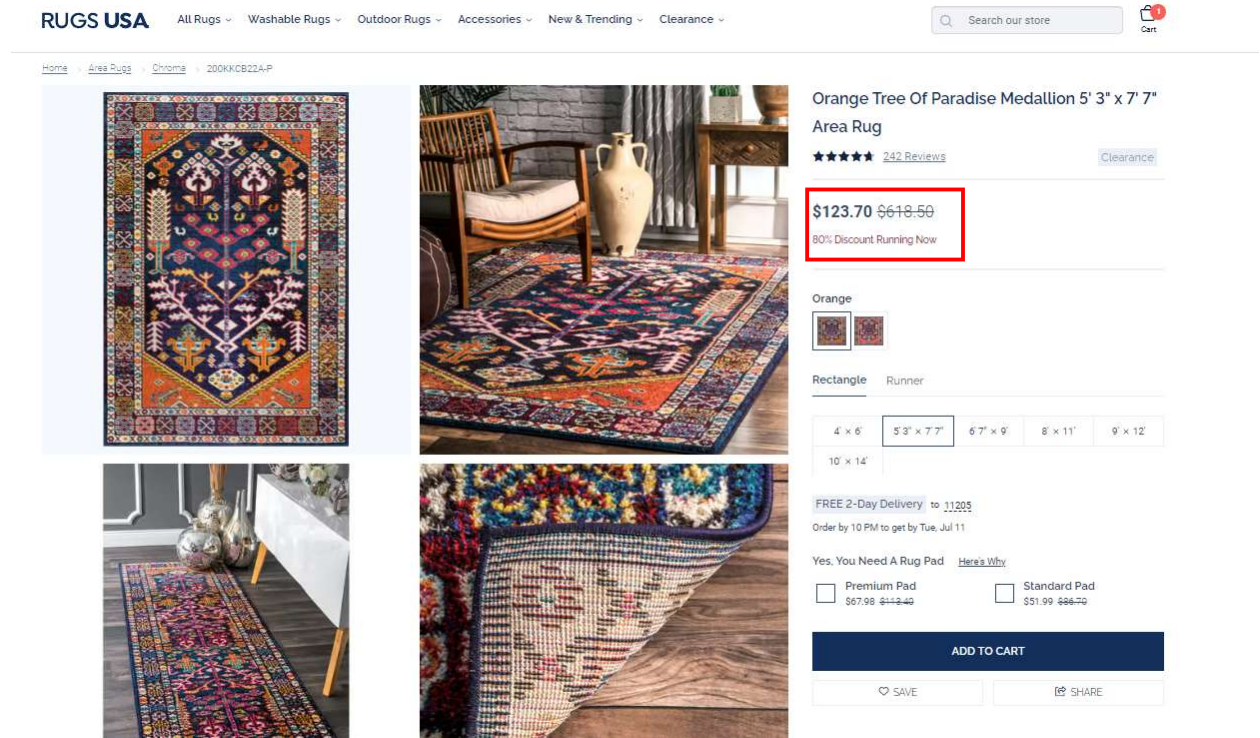 RUGS USA
All Rugs
Washable Rugs
Outdoor Rugs
Accessories
New & Trending
Clearance
Search our store
1
Cart
Home
Area Rugs
Chroma
200KKCB22A-P
Orange Tree Of Paradise Medallion 5' 3" x 7' 7"
Area Rug
242 Reviews
Clearance
$123.70 $618.50
80% Discount Running Now
Orange
Rectangle
Runner
4' × 6'
5' 3" × 7' 7"
6' 7" × 9'
8' × 11'
9' × 12'
10' × 14'
FREE 2-Day Delivery to 11205
Order by 10 PM to get by Tue, Jul 11
Yes, You Need A Rug Pad Here's Why
Premium Pad
$67.98 $113.40
Standard Pad
$51.99 $86.70
ADD TO CART
SAVE
SHARE